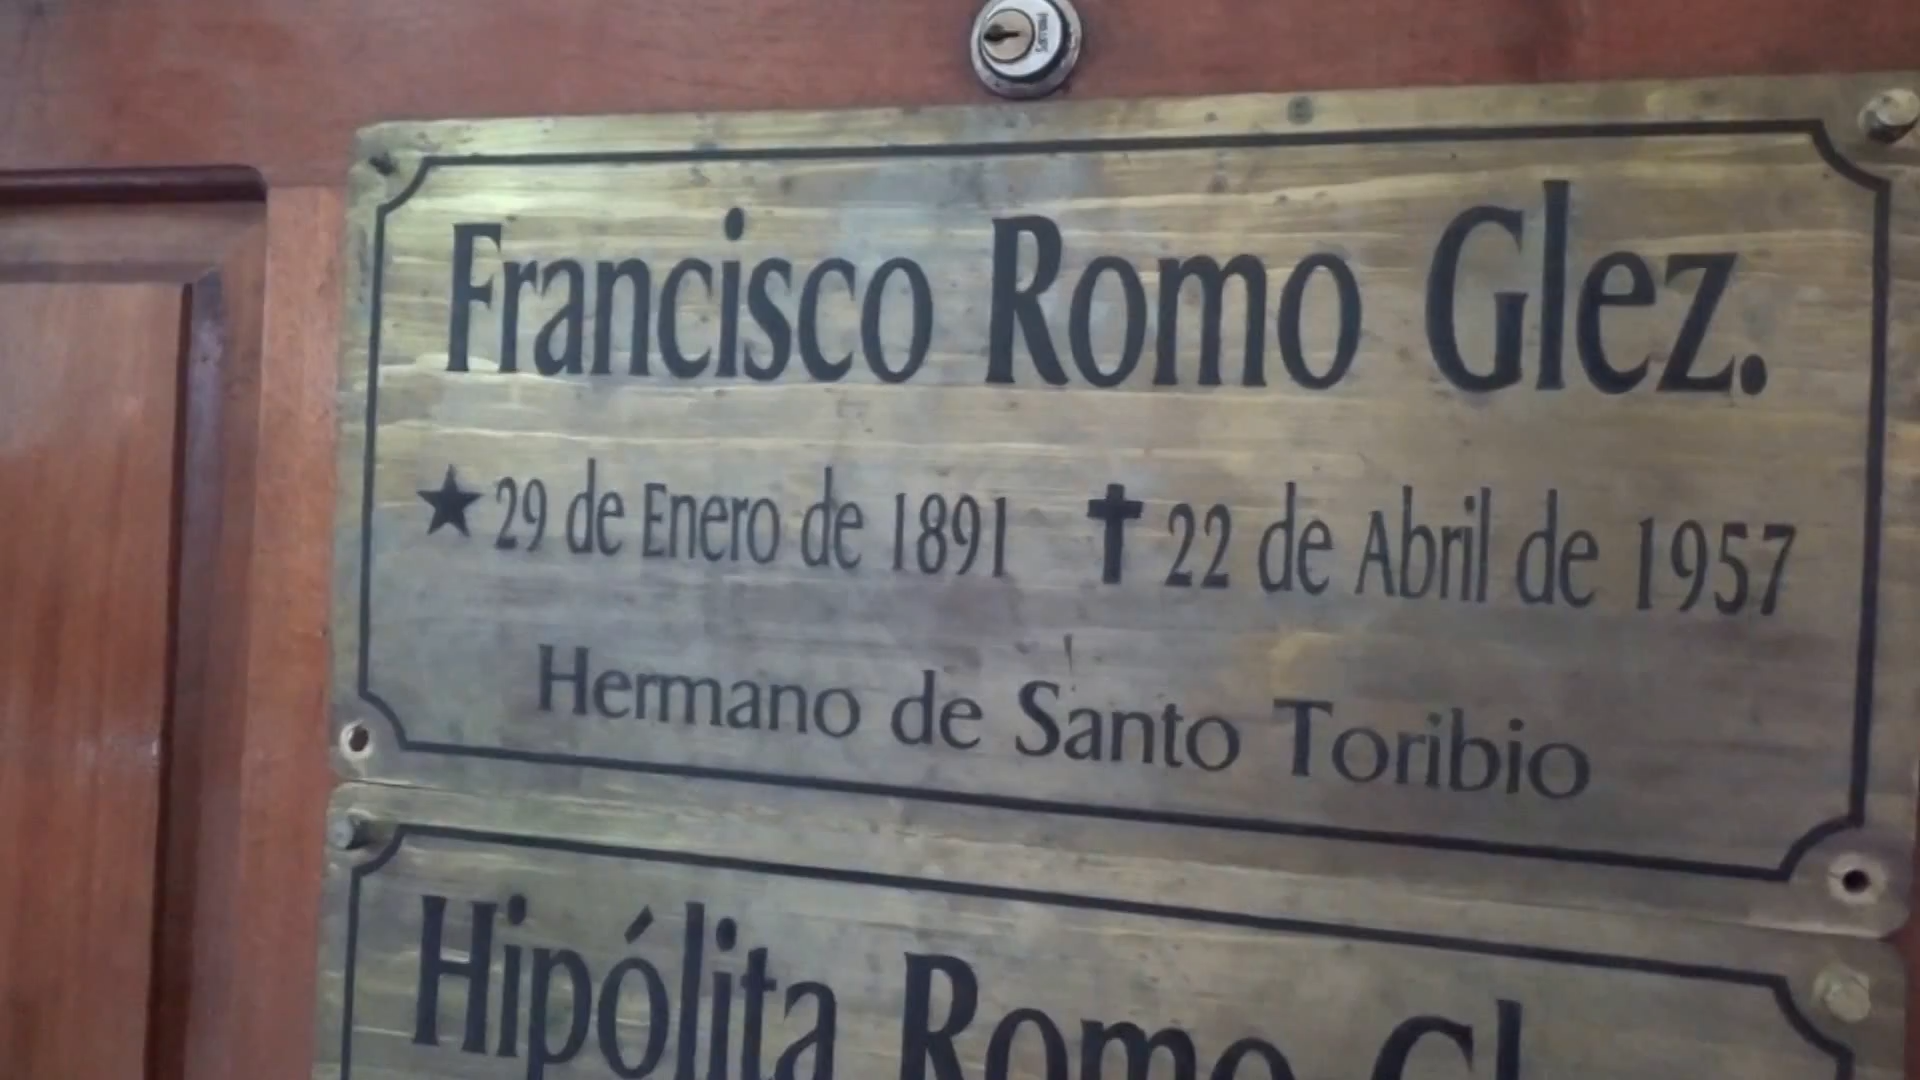 Francisco Romo Glez.
★ 29 de Enero de 1891 ✝ 22 de Abril de 1957
Hermano de Santo Toribio
Hipólita Romo